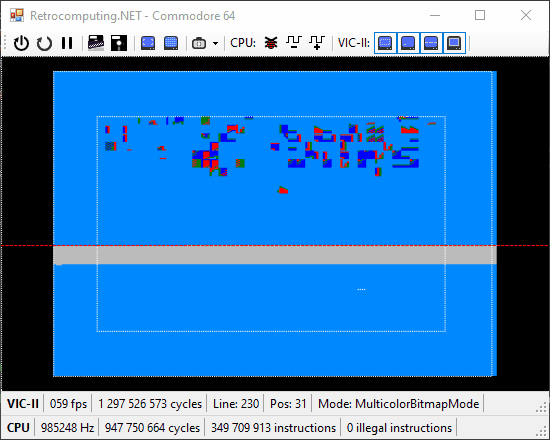 Retrocomputing.NET - Commodore 64
CPU: VIC-II:
VIC-II 059 fps 1 297 526 573 cycles Line: 230 Pos: 31 Mode: MulticolorBitmapMode
CPU 985248 Hz 947 750 664 cycles 349 709 913 instructions 0 illegal instructions